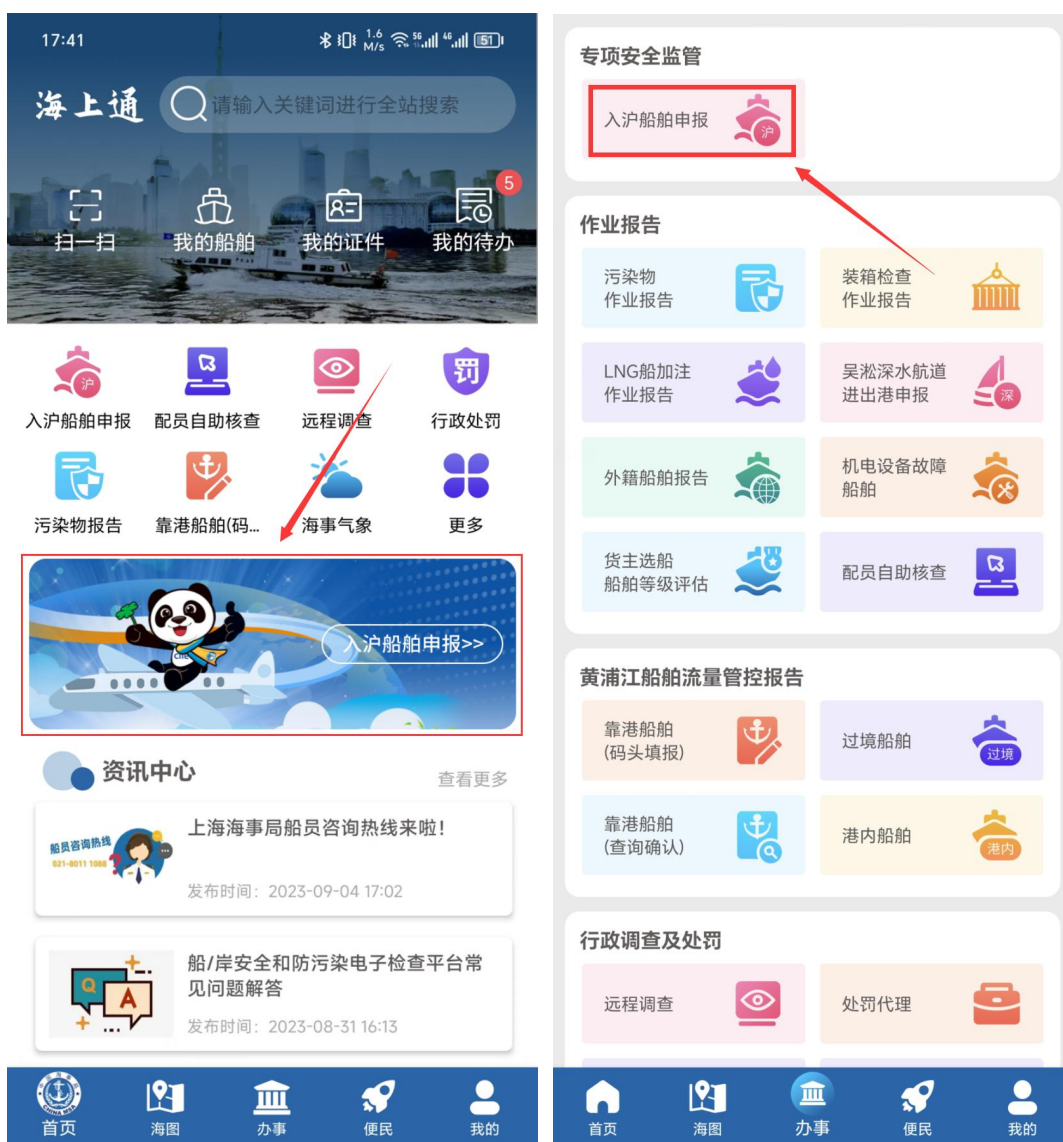 17:41
1.6
M/s
5G
4G
51
海上通
请输入关键词进行全站搜索
5
扫一扫
我的船舶
我的证件
我的待办
沪
罚
入沪船舶申报
配员自助核查
远程调查
行政处罚
污染物报告
靠港船舶(码...
海事气象
更多
入沪船舶申报>>
资讯中心
查看更多
船员咨询热线
021-6011 1088
?
上海海事局船员咨询热线来啦！
发布时间：2023-09-04 17:02
Q
A
船/岸安全和防污染电子检查平台常
见问题解答
发布时间：2023-08-31 16:13
CHINA MSA
首页
海图
办事
便民
我的
专项安全监管
入沪船舶申报
沪
作业报告
污染物
作业报告
装箱检查
作业报告
LNG船加注
作业报告
吴淞深水航道
进出港申报
深
外籍船舶报告
机电设备故障
船舶
货主选船
船舶等级评估
配员自助核查
黄浦江船舶流量管控报告
靠港船舶
(码头填报)
过境船舶
过境
靠港船舶
(查询确认)
港内船舶
港内
行政调查及处罚
远程调查
处罚代理
首页
海图
办事
便民
我的